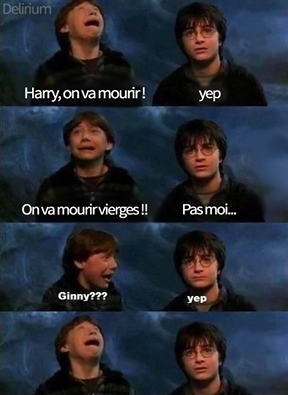 Delirium
Harry, on va mourir !
yep
On va mourir vierges !!
Pas moi...
Ginny???
yep